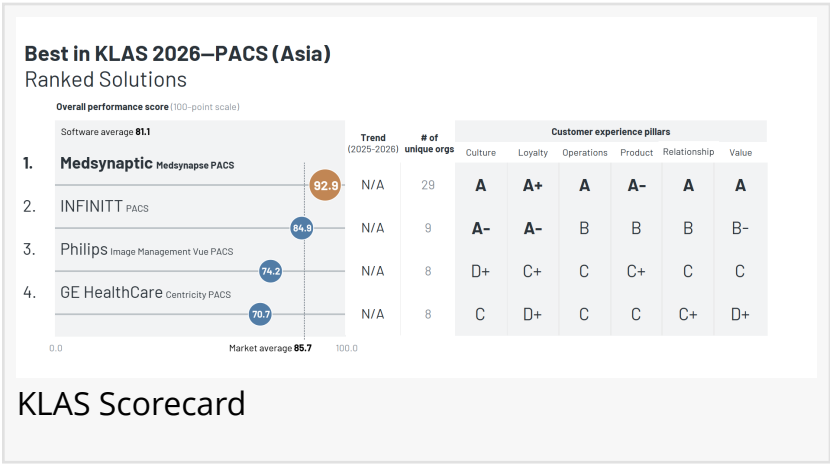 Best in KLAS 2026—PACS (Asia)
Ranked Solutions
Overall performance score (100-point scale)
Software average 81.1
Trend (2025-2026)
# of unique orgs
Customer experience pillars
Culture Loyalty Operations Product Relationship Value
1. Medsynaptic Medsynapse PACS
92.9 N/A 29 A A+ A A- A A
2. INFINITT PACS
84.9 N/A 9 A- A- B B B B-
3. Philips Image Management Vue PACS
74.2 N/A 8 D+ C+ C C+ C C
4. GE HealthCare Centricity PACS
70.7 N/A 8 C D+ C C C+ D+
0.0 Market average 85.7 100.0
KLAS Scorecard